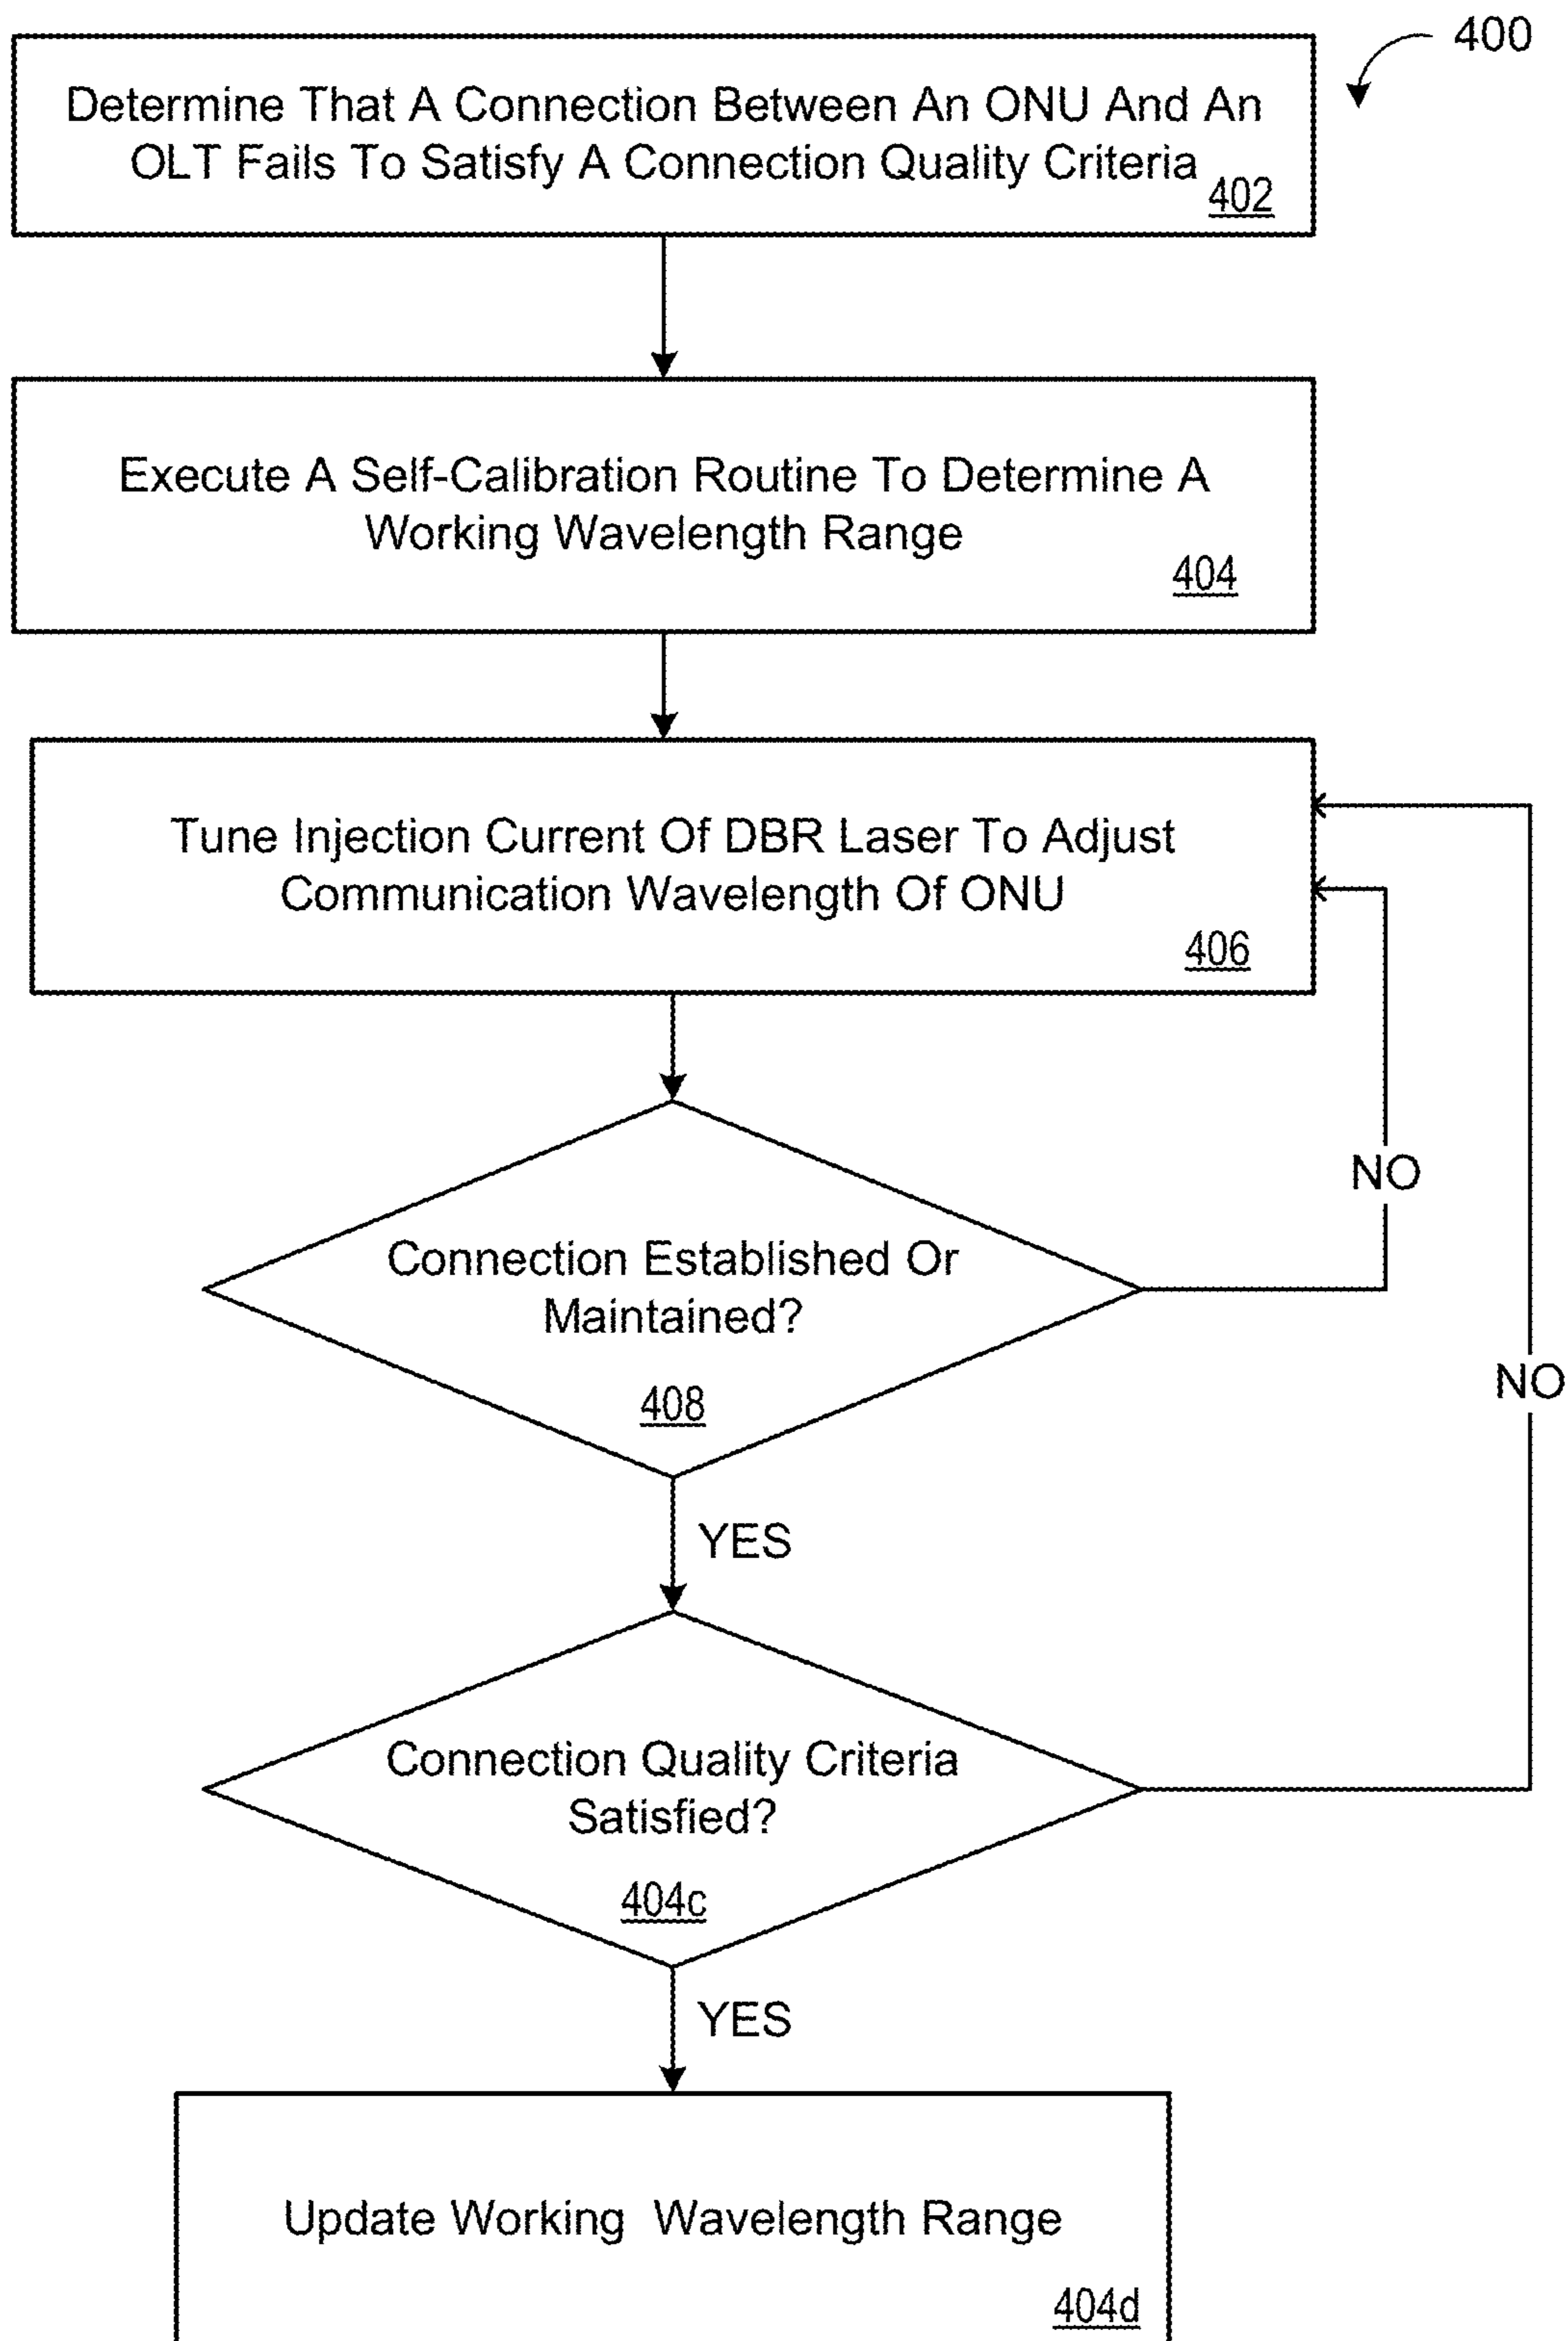 400
Determine That A Connection Between An ONU And An
OLT Fails To Satisfy A Connection Quality Criteria
402
Execute A Self-Calibration Routine To Determine A
Working Wavelength Range
404
Tune Injection Current Of DBR Laser To Adjust
Communication Wavelength Of ONU
406
NO
Connection Established Or
Maintained?
408
NO
YES
Connection Quality Criteria
Satisfied?
404c
YES
Update Working Wavelength Range
404d